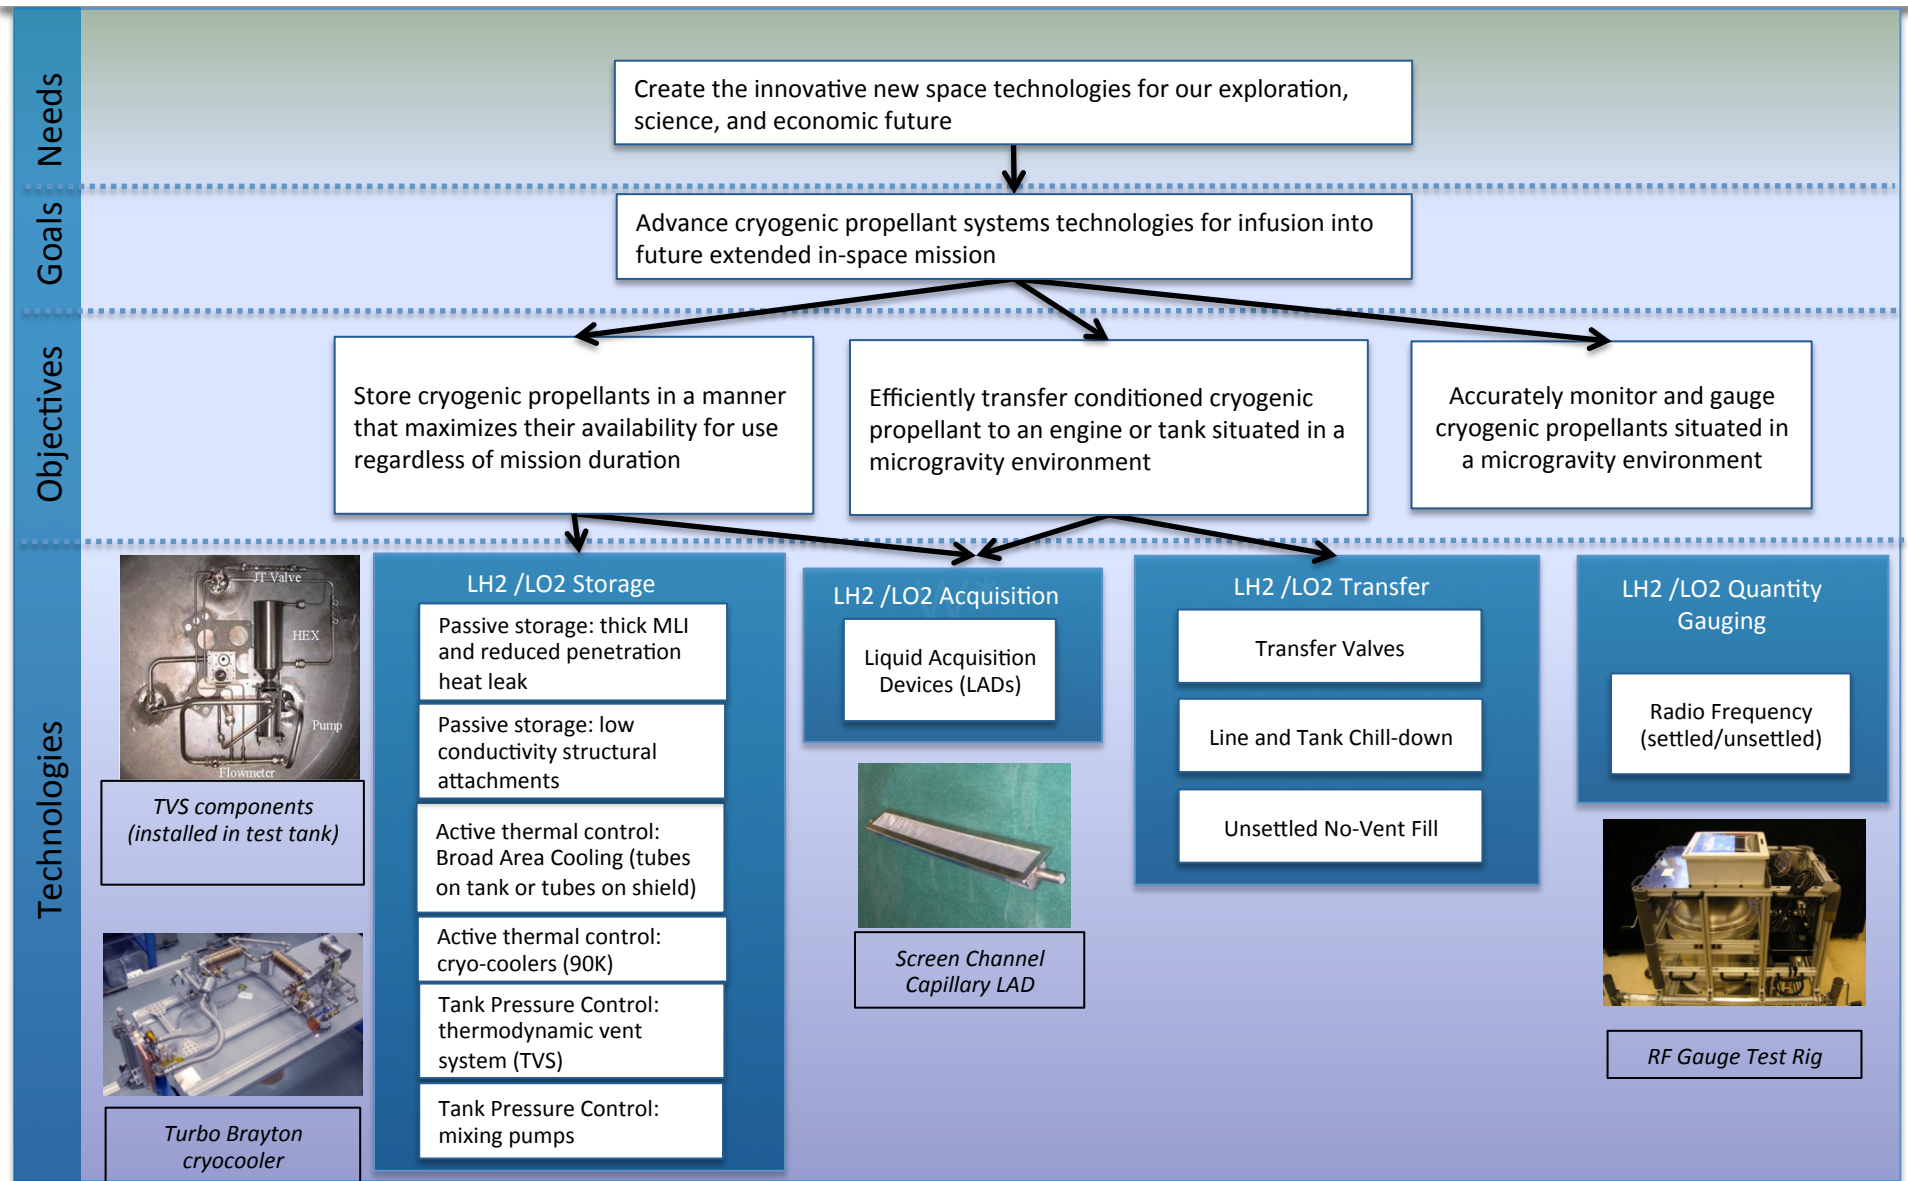 Needs
Create the innovative new space technologies for our exploration,
science, and economic future
Goals
Advance cryogenic propellant systems technologies for infusion into
future extended in-space mission
Objectives
Store cryogenic propellants in a manner
that maximizes their availability for use
regardless of mission duration
Efficiently transfer conditioned cryogenic
propellant to an engine or tank situated in a
microgravity environment
Accurately monitor and gauge
cryogenic propellants situated in
a microgravity environment
Technologies
JT Valve
HEX
Pump
Flowmeter
TVS components
(installed in test tank)
Turbo Brayton
cryocooler
LH2 /LO2 Storage
Passive storage: thick MLI
and reduced penetration
heat leak
Passive storage: low
conductivity structural
attachments
Active thermal control:
Broad Area Cooling (tubes
on tank or tubes on shield)
Active thermal control:
cryo-coolers (90K)
Tank Pressure Control:
thermodynamic vent
system (TVS)
Tank Pressure Control:
mixing pumps
LH2 /LO2 Acquisition
Liquid Acquisition
Devices (LADs)
Screen Channel
Capillary LAD
LH2 /LO2 Transfer
Transfer Valves
Line and Tank Chill-down
Unsettled No-Vent Fill
LH2 /LO2 Quantity
Gauging
Radio Frequency
(settled/unsettled)
RF Gauge Test Rig